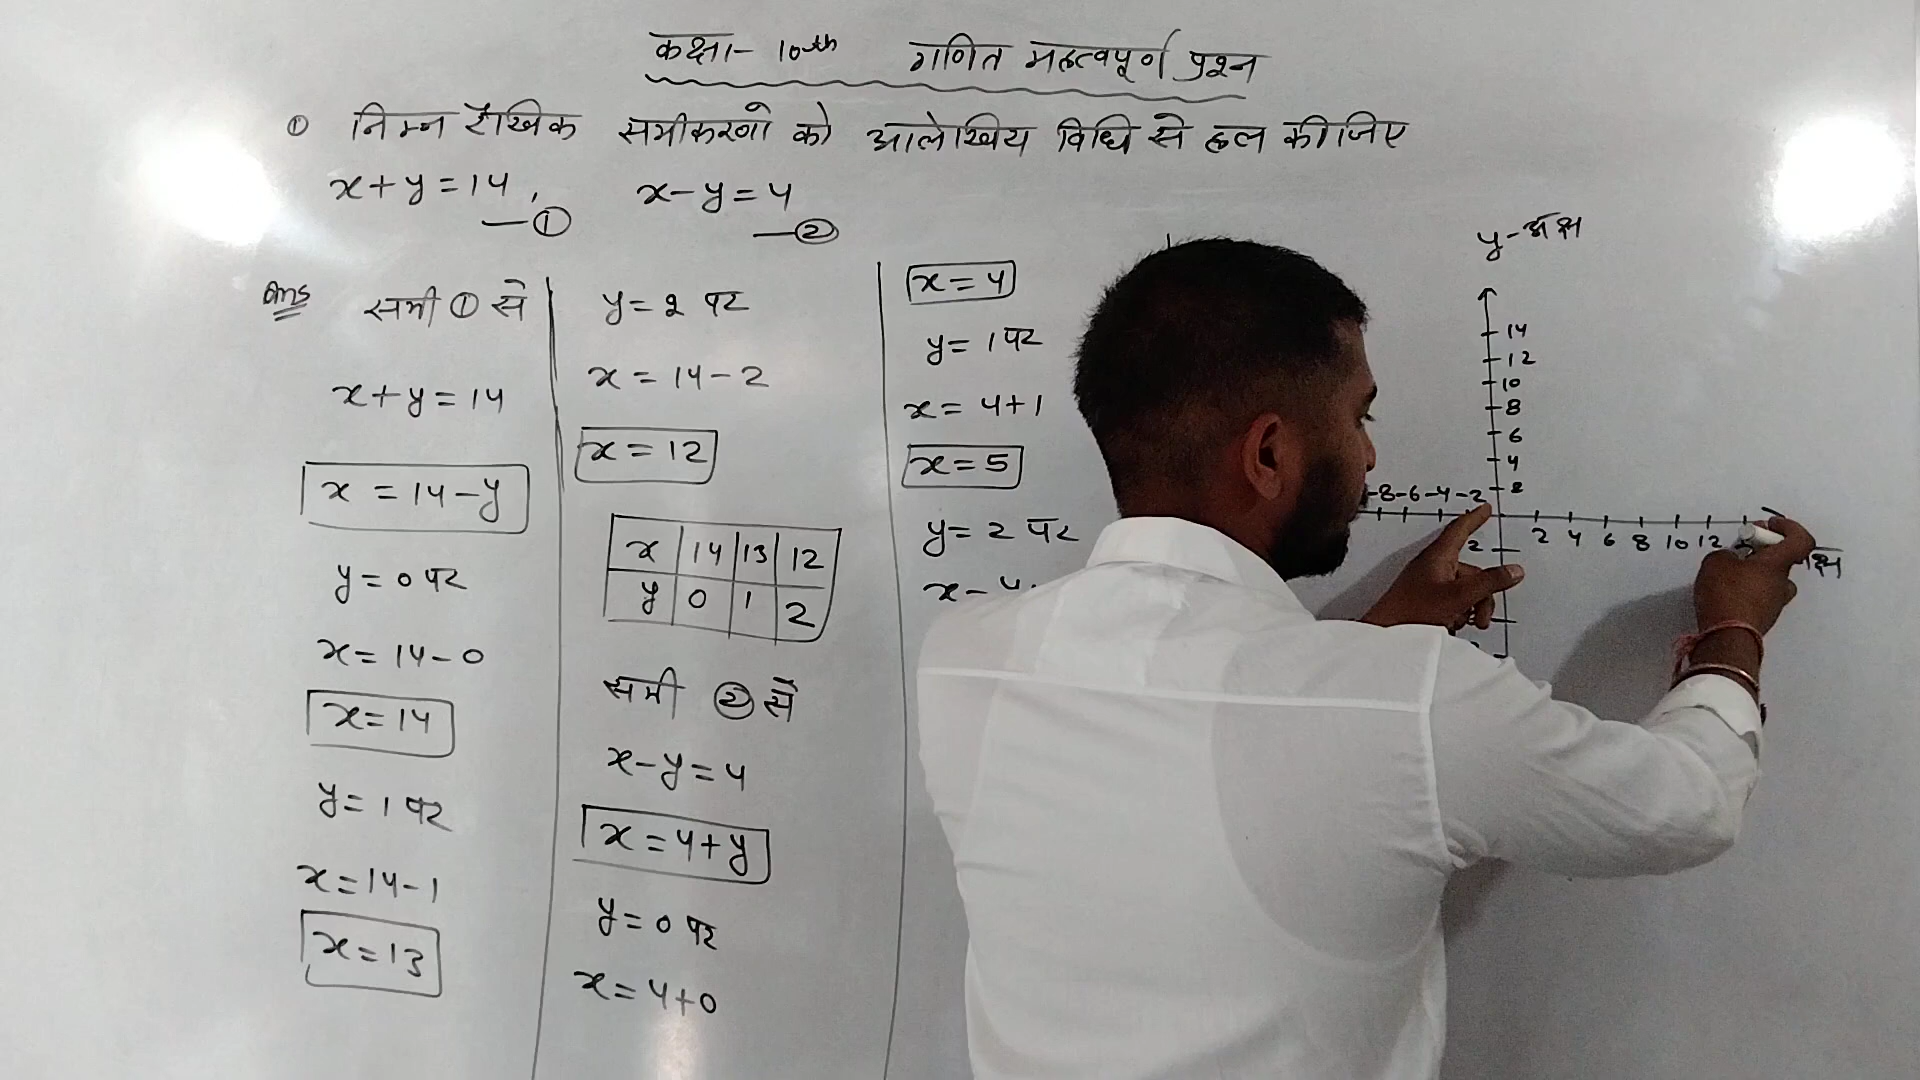 कक्षा- 10th गणित महत्वपूर्ण प्रश्न
① निम्न रैखिक समीकरणो को आलेखिय विधि से हल कीजिए
x+y=14, —① x-y=4 —②
Ans समी ① से
x+y=14
x=14-y
y=0 पर
x=14-0
x=14
y=1 पर
x=14-1
x=13
y=2 पर
x=14-2
x=12
x 14 13 12
y 0 1 2
समी ② से
x-y=4
x=4+y
y=0 पर
x=4+0
x=4
y=1 पर
x=4+1
x=5
y=2 पर
y-अक्ष
14
12
10
8
6
4
2
-8 -6 -4 -2
2 4 6 8 10 12